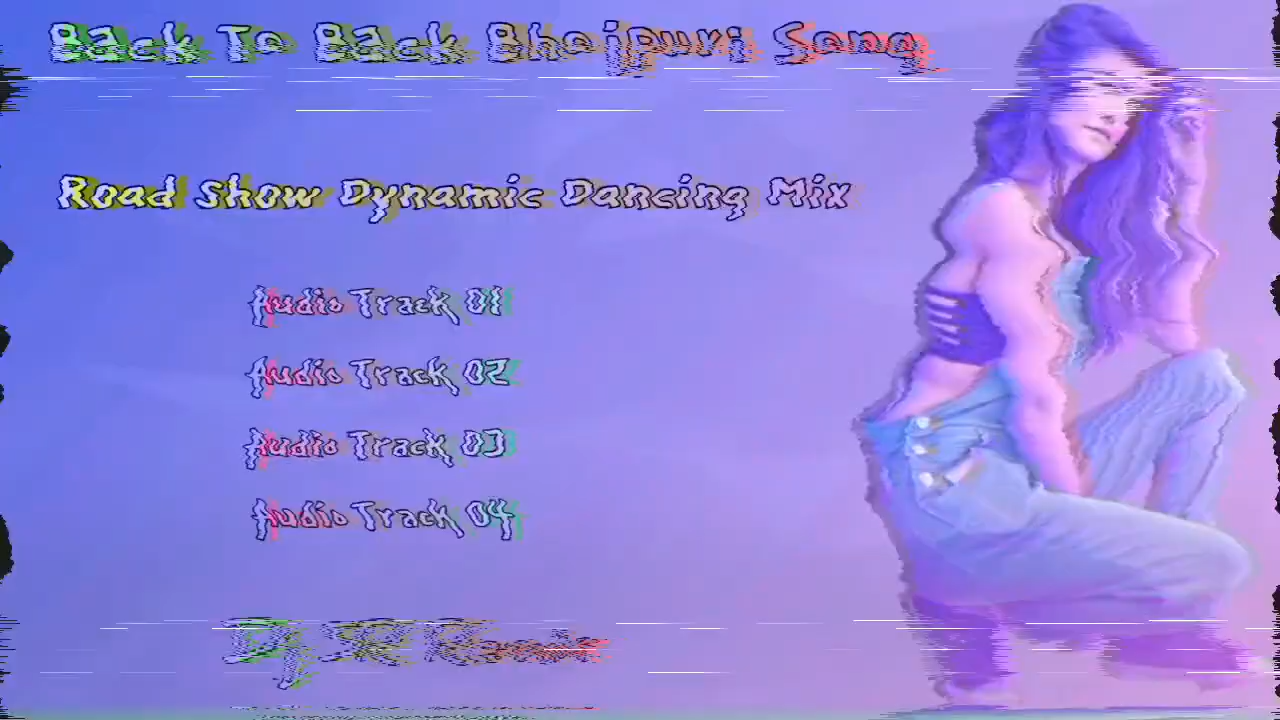 Back To Back Bhojpuri Song
Road Show Dynamic Dancing Mix
Audio Track 01
Audio Track 02
Audio Track 03
Audio Track 04
Dj